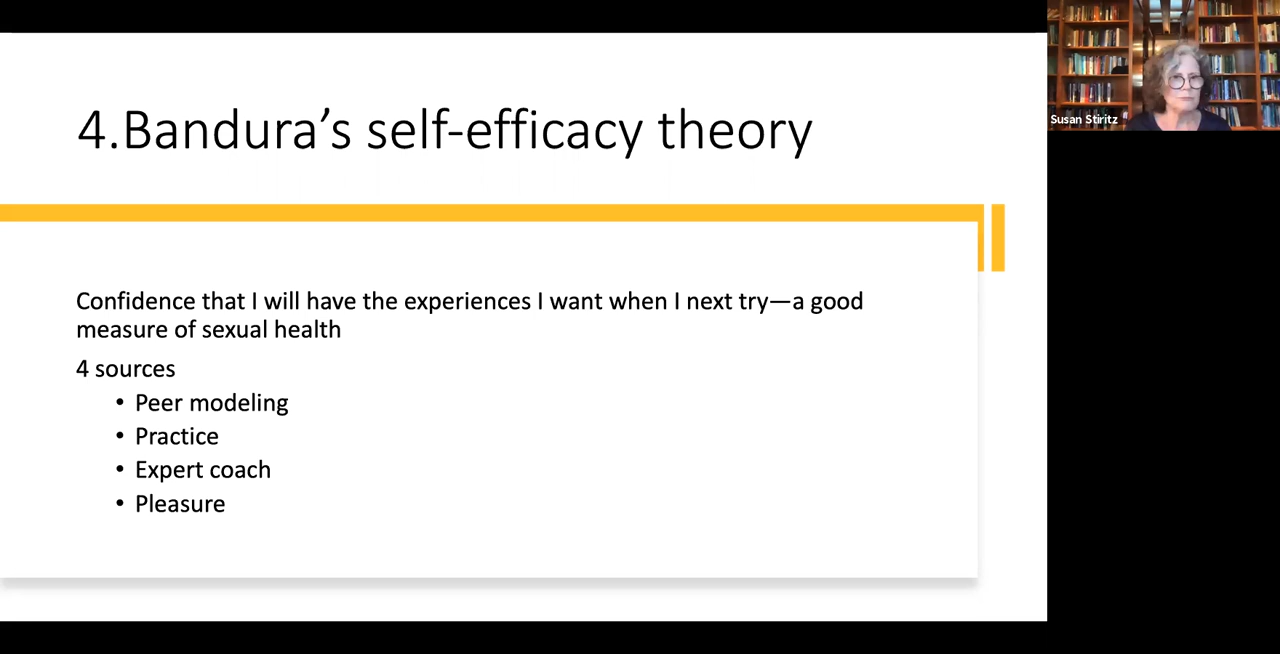 4.Bandura’s self-efficacy theory
Confidence that I will have the experiences I want when I next try—a good
measure of sexual health
4 sources
• Peer modeling
• Practice
• Expert coach
• Pleasure
Susan Stiritz